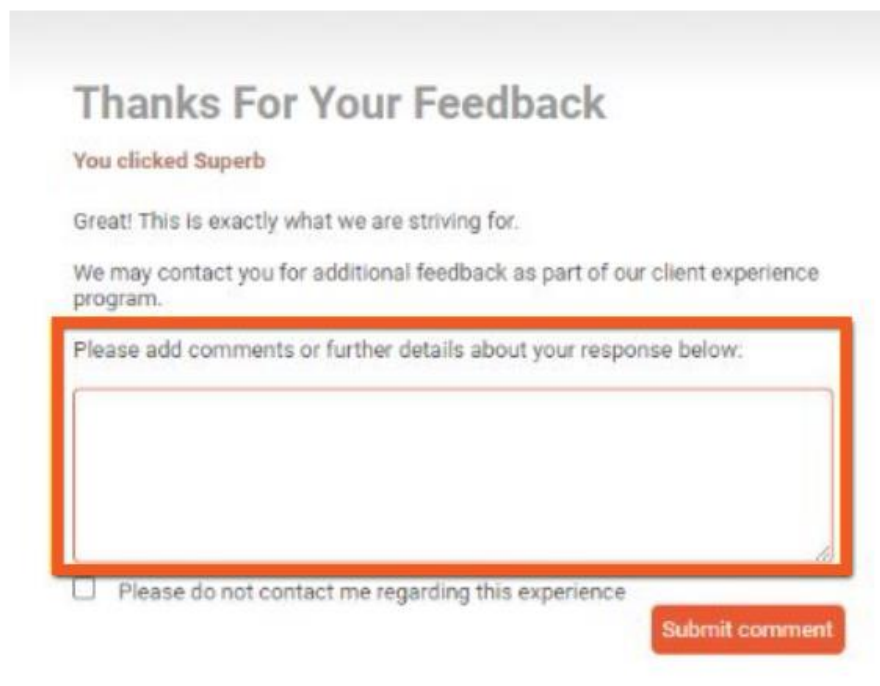 Thanks For Your Feedback
You clicked Superb
Great! This is exactly what we are striving for.
We may contact you for additional feedback as part of our client experience
program.
Please add comments or further details about your response below:
Please do not contact me regarding this experience
Submit comment